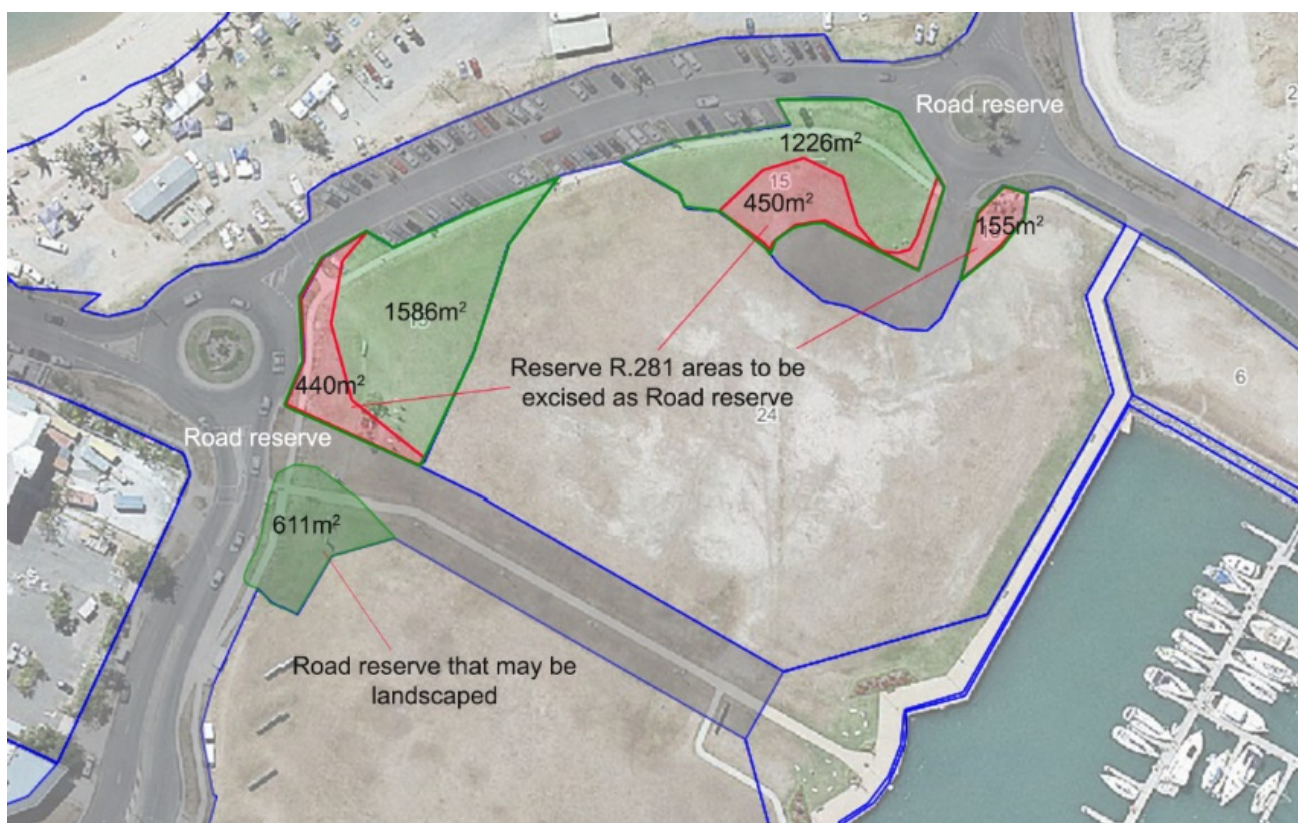 Road reserve
1226m²
15
450m²
155m²
1586m²
440m²
Reserve R.281 areas to be
excised as Road reserve
24
6
Road reserve
611m²
Road reserve that may be
landscaped
2